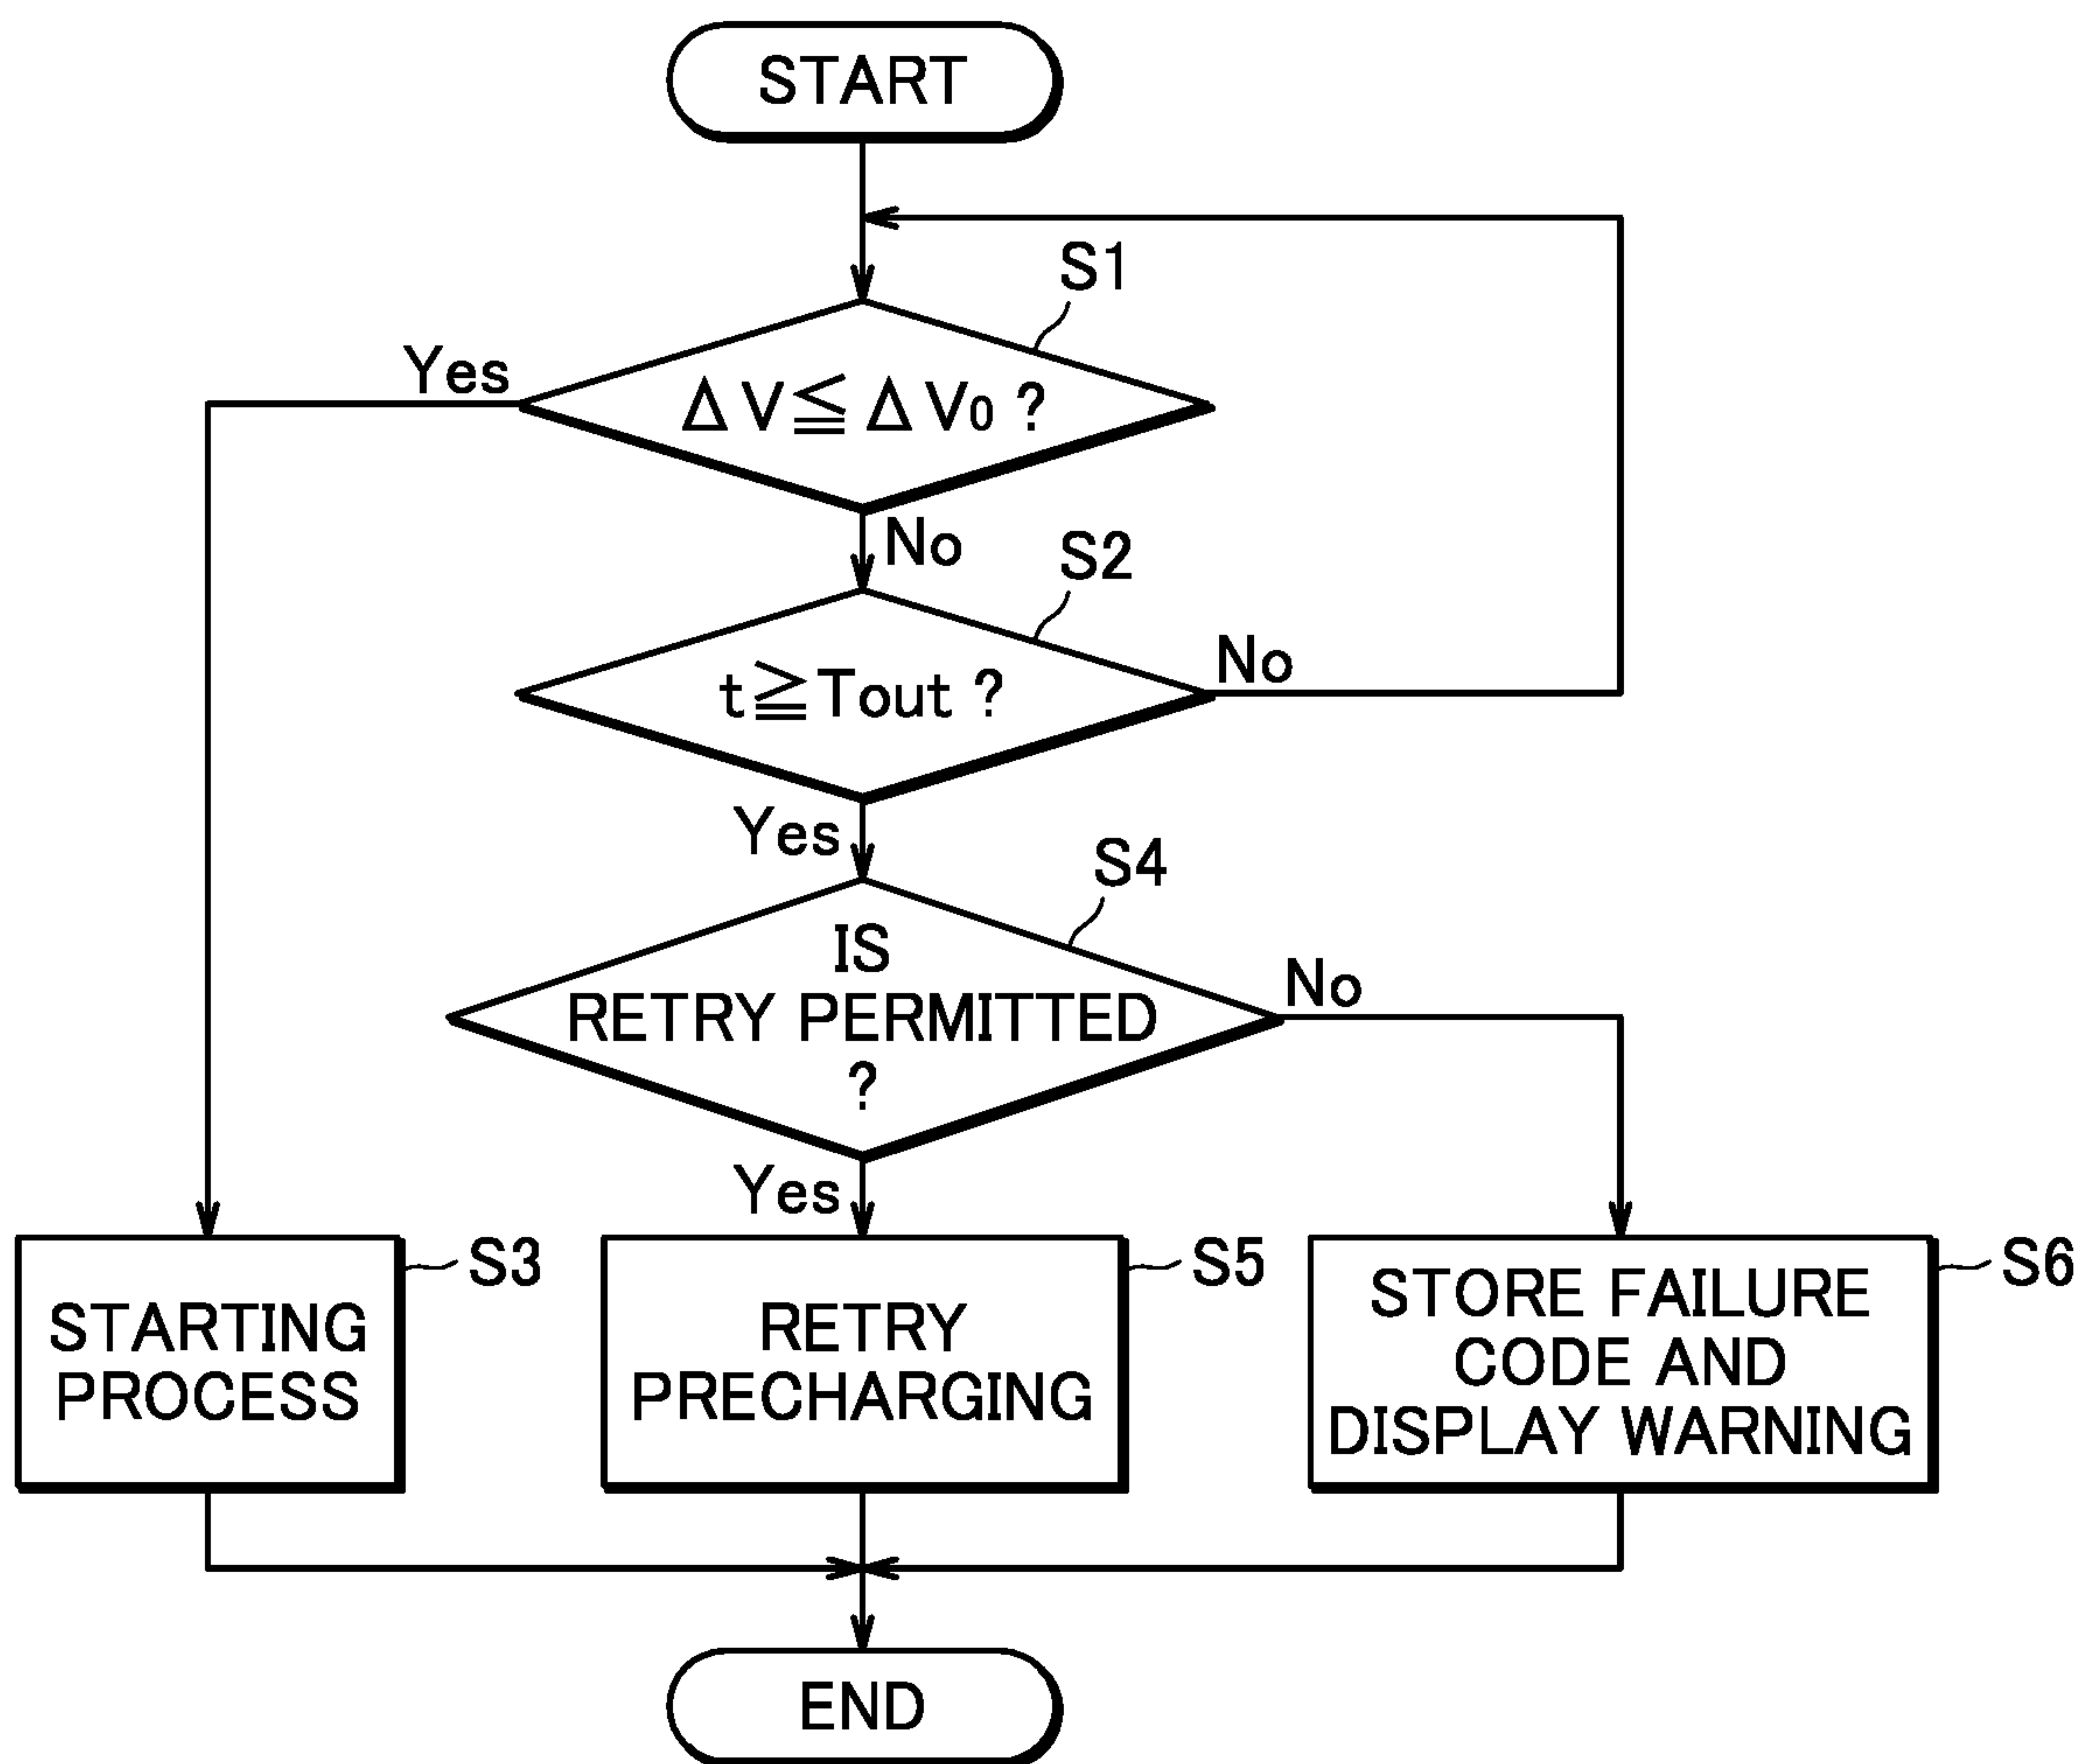 START
S1
Yes
ΔV≦ΔV0 ?
No
S2
t≧Tout ?
No
Yes
S4
IS
RETRY PERMITTED
?
No
Yes
S3
STARTING
PROCESS
S5
RETRY
PRECHARGING
S6
STORE FAILURE
CODE AND
DISPLAY WARNING
END